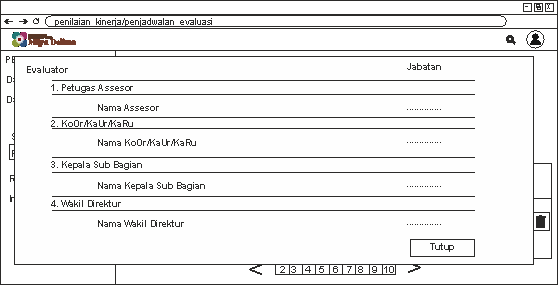 penilaian_kinerja/penjadwalan_evaluasi
Evaluator
Jabatan
1. Petugas Assesor
Nama Assesor ..............
2. KoOr/KaUr/KaRu
Nama KoOr/KaUr/KaRu ..............
3. Kepala Sub Bagian
Nama Kepala Sub Bagian ..............
4. Wakil Direktur
Nama Wakil Direktur ..............
Tutup
2 3 4 5 6 7 8 9 10